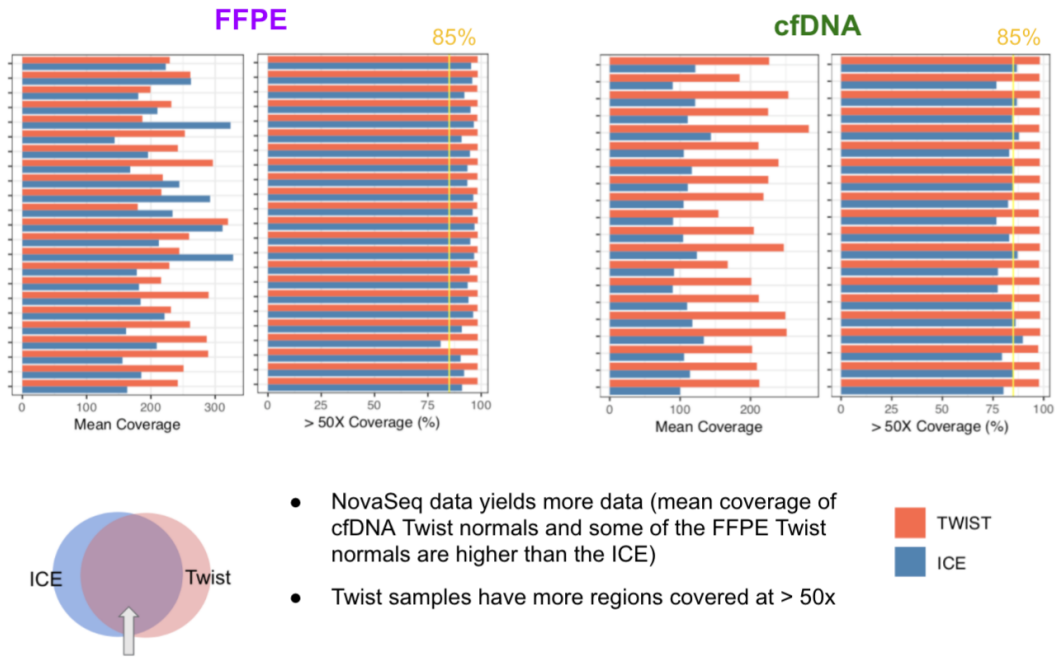 FFPE
cfDNA
85%
85%
0 100 200 300
Mean Coverage
0 25 50 75 100
> 50X Coverage (%)
0 100 200
Mean Coverage
0 25 50 75 100
> 50X Coverage (%)
● NovaSeq data yields more data (mean coverage of
cfDNA Twist normals and some of the FFPE Twist
normals are higher than the ICE)
● Twist samples have more regions covered at > 50x
TWIST
ICE
ICE
Twist